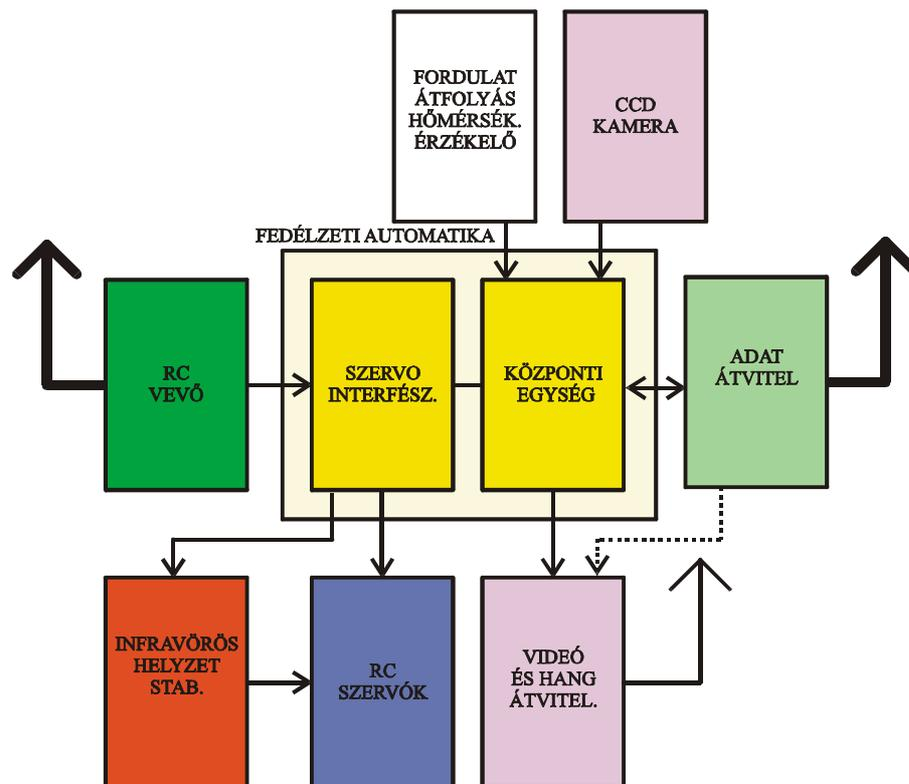 FORDULAT
ÁTFOLYÁS
HŐMÉRSÉK.
ÉRZÉKELŐ
CCD
KAMERA
FEDÉLZETI AUTOMATIKA
RC
VEVŐ
SZERVO
INTERFÉSZ.
KÖZPONTI
EGYSÉG
ADAT
ÁTVITEL
INFRAVÖRÖS
HELYZET
STAB.
RC
SZERVÓK
VIDEÓ
ÉS HANG
ÁTVITEL.